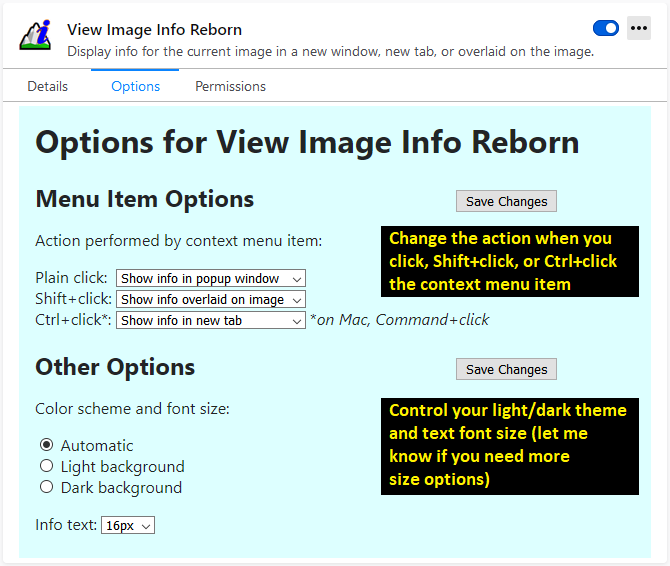 View Image Info Reborn
Display info for the current image in a new window, new tab, or overlaid on the image.
Details Options Permissions
Options for View Image Info Reborn
Menu Item Options
Save Changes
Action performed by context menu item:
Change the action when you
click, Shift+click, or Ctrl+click
the context menu item
Plain click: Show info in popup window
Shift+click: Show info overlaid on image
Ctrl+click*: Show info in new tab *on Mac, Command+click
Other Options
Save Changes
Color scheme and font size:
Control your light/dark theme
and text font size (let me
know if you need more
size options)
Automatic
Light background
Dark background
Info text: 16px